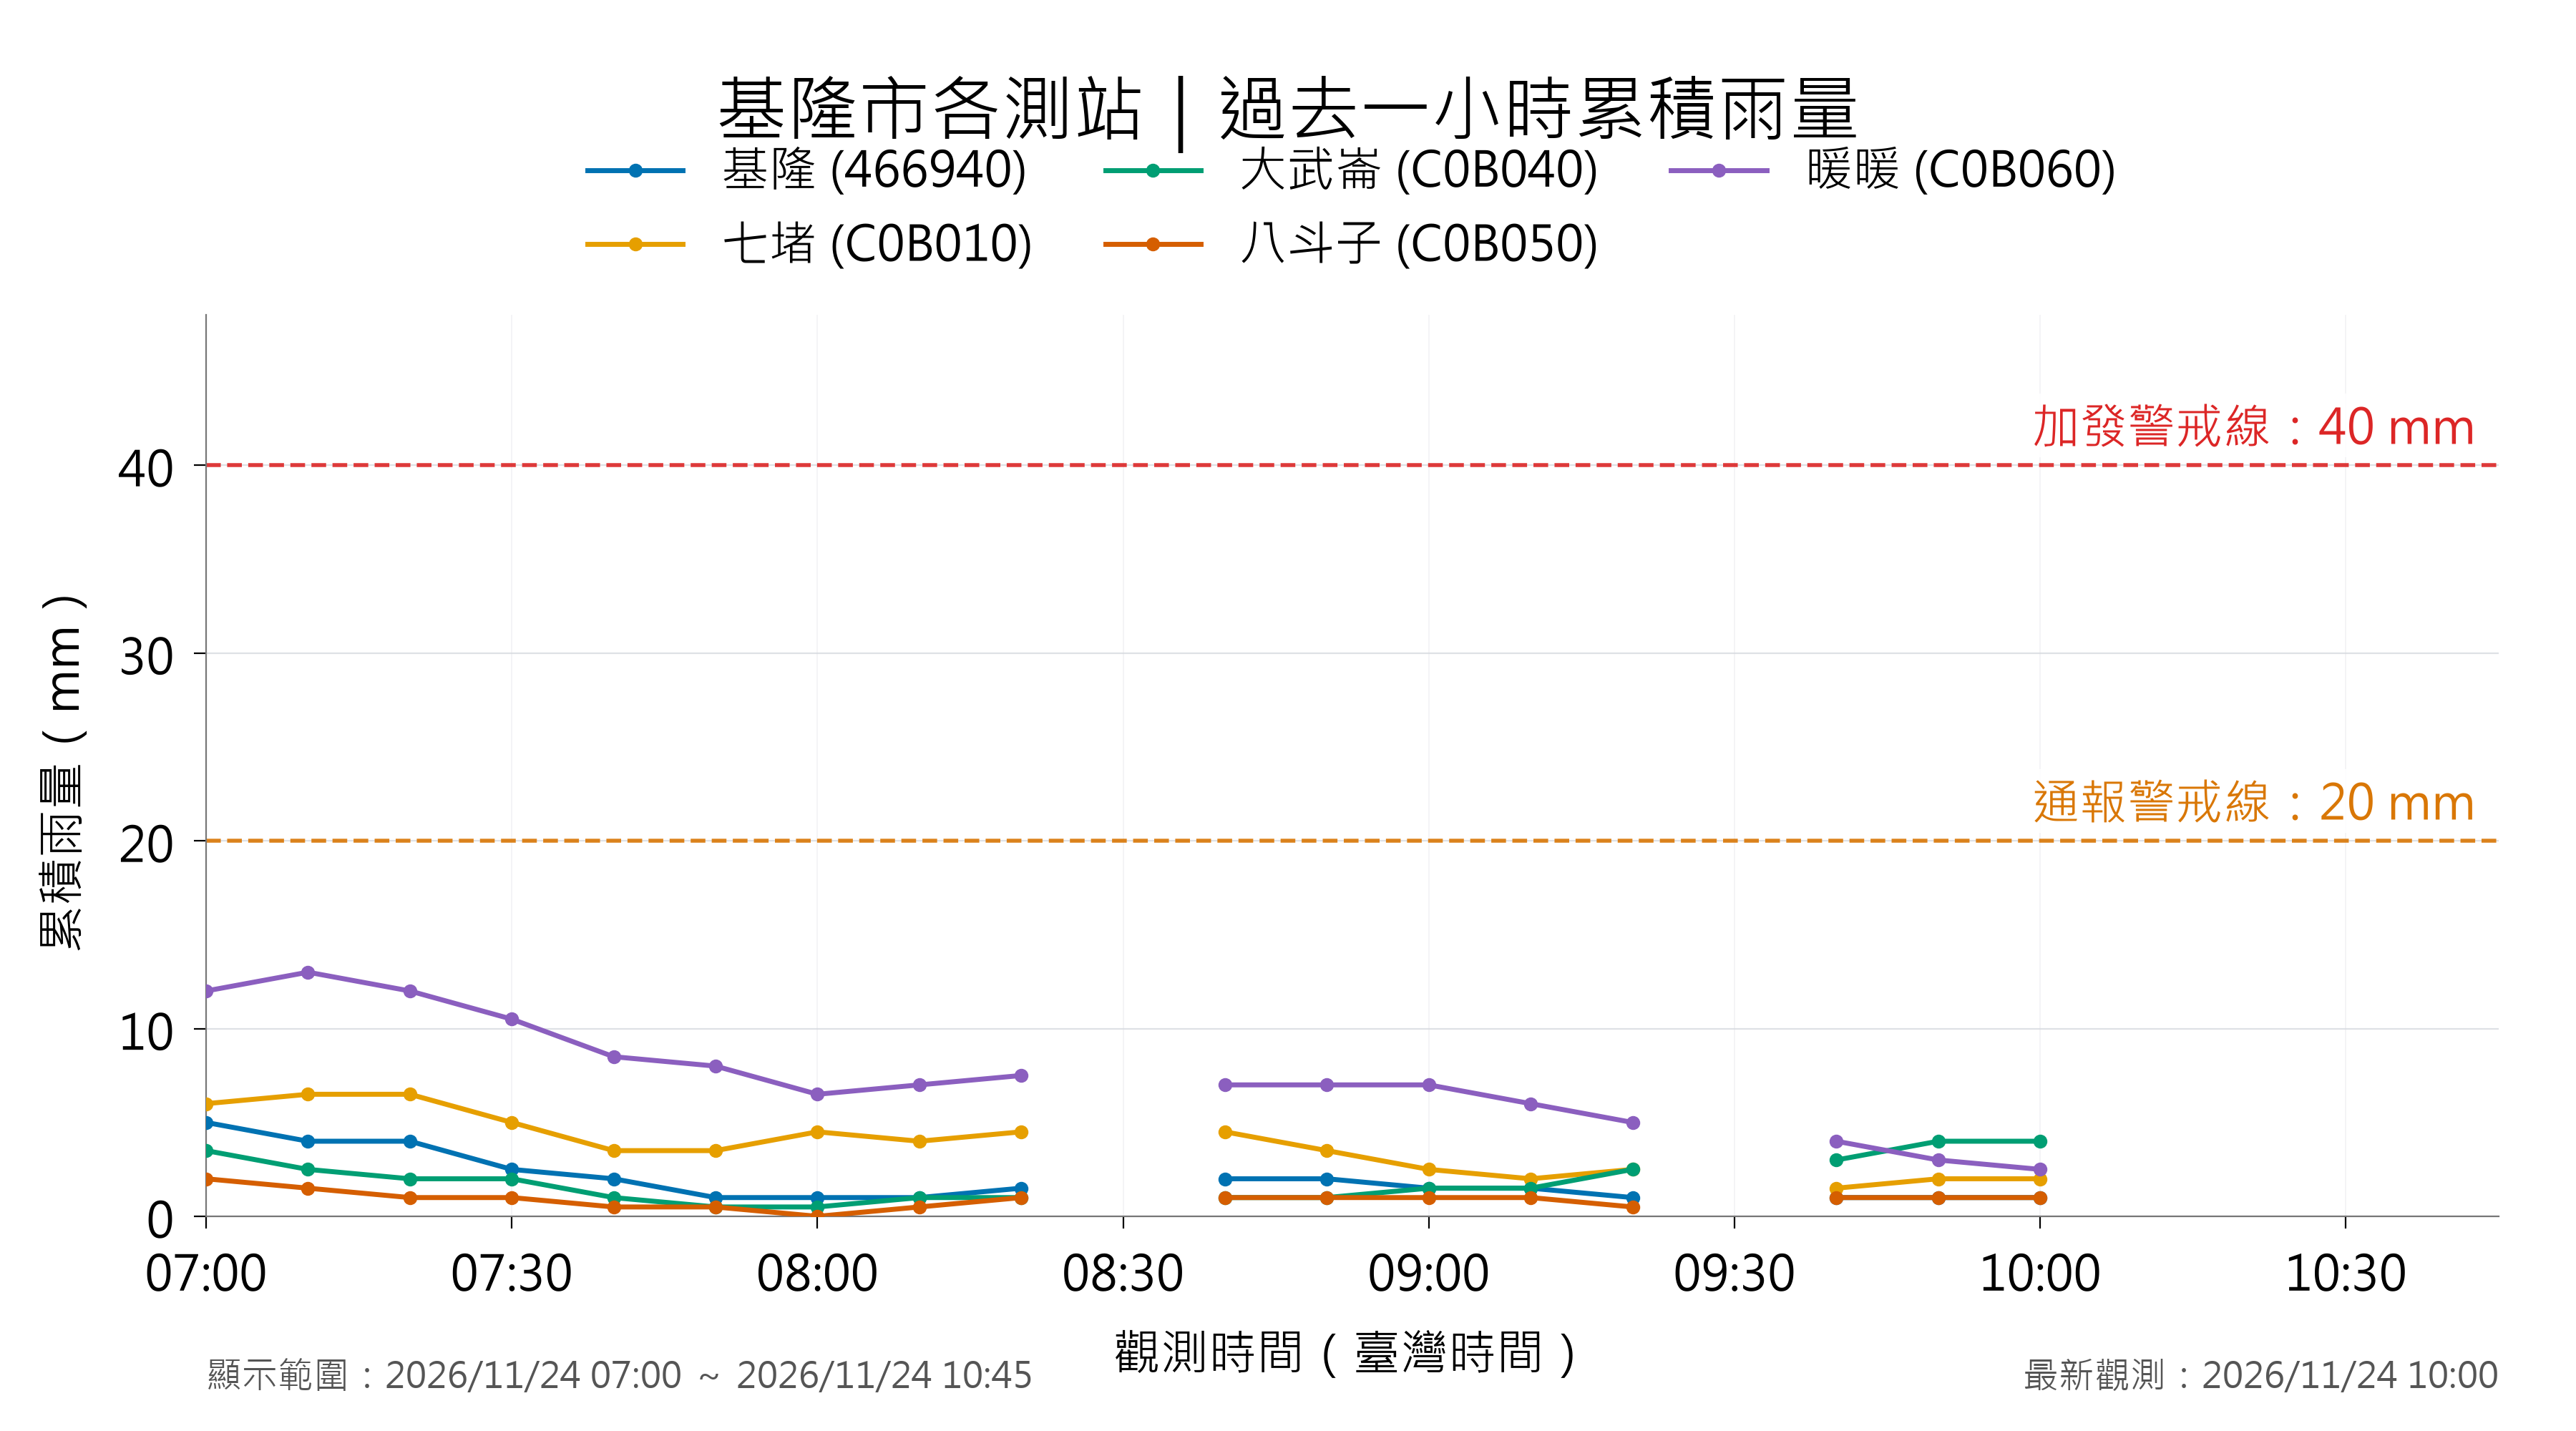 基隆市各測站｜過去一小時累積雨量
基隆 (466940) 大武崙 (C0B040) 暖暖 (C0B060)
七堵 (C0B010) 八斗子 (C0B050)
累積雨量（mm）
40
30
20
10
0
加發警戒線：40 mm
通報警戒線：20 mm
07:00 07:30 08:00 08:30 09:00 09:30 10:00 10:30
觀測時間（臺灣時間）
顯示範圍：2026/11/24 07:00 ~ 2026/11/24 10:45
最新觀測：2026/11/24 10:00